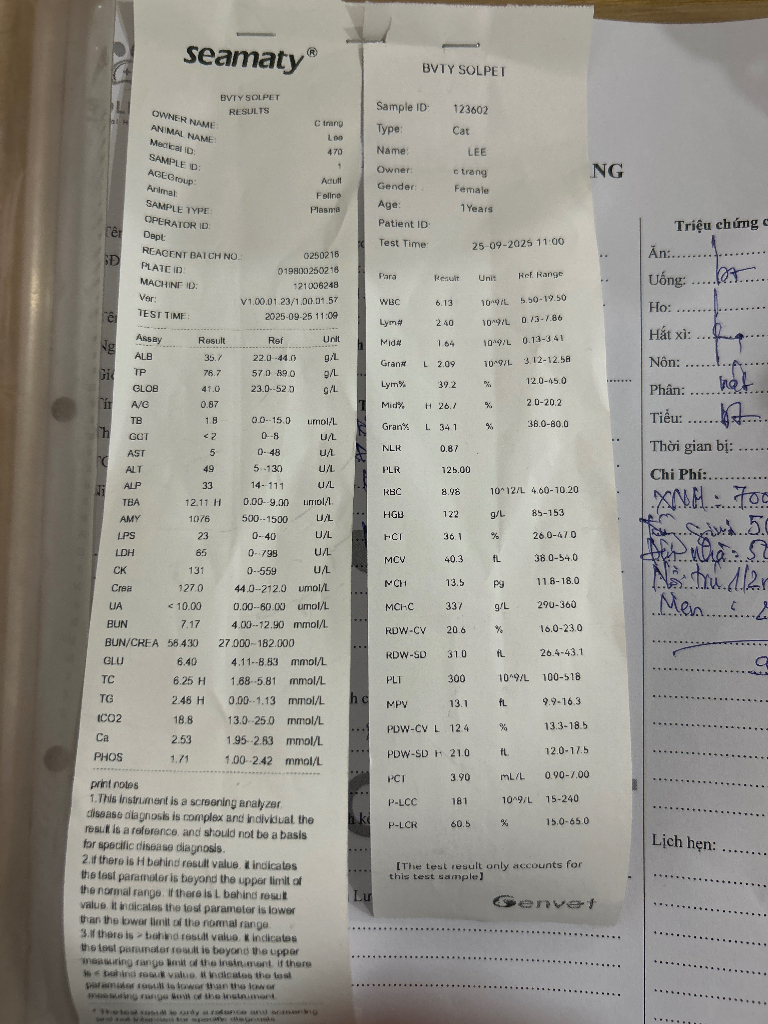 seamaty®
BVTY SOLPET
RESULTS
OWNER NAME: C trang
ANIMAL NAME: Lee
Medical ID: 470
SAMPLE ID: 1
AGEGroup: Adult
Animal: Feline
SAMPLE TYPE: Plasma
OPERATOR ID:
Dept:
REAGENT BATCH NO.: 0250216
PLATE ID: 019800250216
MACHINE ID: 121006248
Ver: V1.00.01.23/1.00.01.57
TEST TIME: 2025-09-25 11:09
Assay Result Ref Unit
ALB 35.7 22.0--44.0 g/L
TP 76.7 57.0--89.0 g/L
GLOB 41.0 23.0--52.0 g/L
A/G 0.87
TB 1.8 0.0--15.0 umol/L
GGT <2 0--8 U/L
AST 5 0--48 U/L
ALT 49 5--130 U/L
ALP 33 14--111 U/L
TBA 12.11 H 0.00--9.00 umol/L
AMY 1076 500--1500 U/L
LPS 23 0--40 U/L
LDH 65 0--798 U/L
CK 131 0--559 U/L
Crea 127.0 44.0--212.0 umol/L
UA < 10.00 0.00--60.00 umol/L
BUN 7.17 4.00--12.90 mmol/L
BUN/CREA 56.430 27.000--182.000
GLU 6.40 4.11--8.83 mmol/L
TC 6.25 H 1.68--5.81 mmol/L
TG 2.46 H 0.00--1.13 mmol/L
tCO2 18.8 13.0--25.0 mmol/L
Ca 2.53 1.95--2.83 mmol/L
PHOS 1.71 1.00--2.42 mmol/L
print notes
1.This instrument is a screening analyzer,
disease diagnosis is complex and individual, the
result is a reference, and should not be a basis
for specific disease diagnosis.
2.if there is H behind result value, it indicates
the test parameter is beyond the upper limit of
the normal range. if there is L behind result
value, it indicates the test parameter is lower
than the lower limit of the normal range.
3.if there is > behind result value, it indicates
the test parameter result is beyond the upper
measuring range limit of the instrument, if there
is < behind result value, it indicates the test
parameter result is lower than the lower
measuring range limit of the instrument.
BVTY SOLPET
Sample ID: 123602
Type: Cat
Name: LEE
Owner: c trang
Gender: Female
Age: 1Years
Patient ID:
Test Time: 25-09-2025 11:00
Para Result Unit Ref. Range
WBC 6.13 10^9/L 5.50-19.50
Lym# 2.40 10^9/L 0.73-7.86
Mid# 1.64 10^9/L 0.13-3.41
Gran# L 2.09 10^9/L 3.12-12.58
Lym% 39.2 % 12.0-45.0
Mid% H 26.7 % 2.0-20.2
Gran% L 34.1 % 38.0-80.0
NLR 0.87
PLR 125.00
RBC 8.98 10^12/L 4.60-10.20
HGB 122 g/L 85-153
HCT 36.1 % 26.0-47.0
MCV 40.3 fL 38.0-54.0
MCH 13.5 pg 11.8-18.0
MCHC 337 g/L 290-360
RDW-CV 20.6 % 16.0-23.0
RDW-SD 31.0 fL 26.4-43.1
PLT 300 10^9/L 100-518
MPV 13.1 fL 9.9-16.3
PDW-CV L 12.4 % 13.3-18.5
PDW-SD H 21.0 fL 12.0-17.5
PCT 3.90 mL/L 0.90-7.00
P-LCC 181 10^9/L 15-240
P-LCR 60.5 % 15.0-65.0
[The test result only accounts for
this test sample]
Genvet
NG
Triệu chứng c
Ăn:
Uống:
Ho:
Hắt xì:
Nôn:
Phân: nát
Tiểu:
Thời gian bị:
Chi Phí:
XNM : 700
Men :
Lịch hẹn: